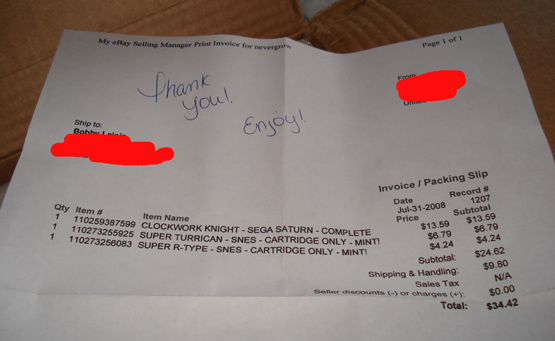 My eBay Selling Manager Print Invoice for nevergrow
Page 1 of 1
Thank you!
Enjoy!
From:
Ship to:
Bobby
Invoice / Packing Slip
Date Record #
Jul-31-2008 1207
Qty Item # Item Name Price Subtotal
1 110259387599 CLOCKWORK KNIGHT - SEGA SATURN - COMPLETE $13.59 $13.59
1 110273255925 SUPER TURRICAN - SNES - CARTRIDGE ONLY - MINT! $6.79 $6.79
1 110273256083 SUPER R-TYPE - SNES - CARTRIDGE ONLY - MINT! $4.24 $4.24
Subtotal: $24.62
Shipping & Handling: $9.80
Sales Tax N/A
Seller discounts (-) or charges (+): $0.00
Total: $34.42